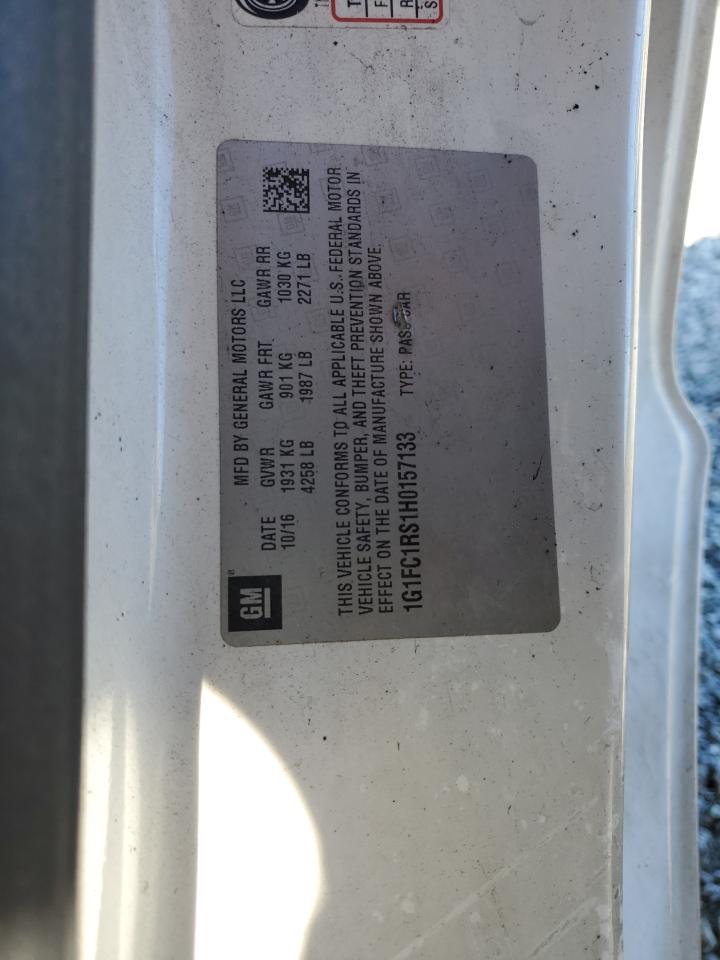 GM
MFD BY GENERAL MOTORS LLC
DATE GVWR GAWR FRT GAWR RR
10/16 1931 KG 901 KG 1030 KG
4258 LB 1987 LB 2271 LB
THIS VEHICLE CONFORMS TO ALL APPLICABLE U.S. FEDERAL MOTOR
VEHICLE SAFETY, BUMPER, AND THEFT PREVENTION STANDARDS IN
EFFECT ON THE DATE OF MANUFACTURE SHOWN ABOVE.
1G1FC1RS1H0157133 TYPE: PASS CAR
T
F
R
S